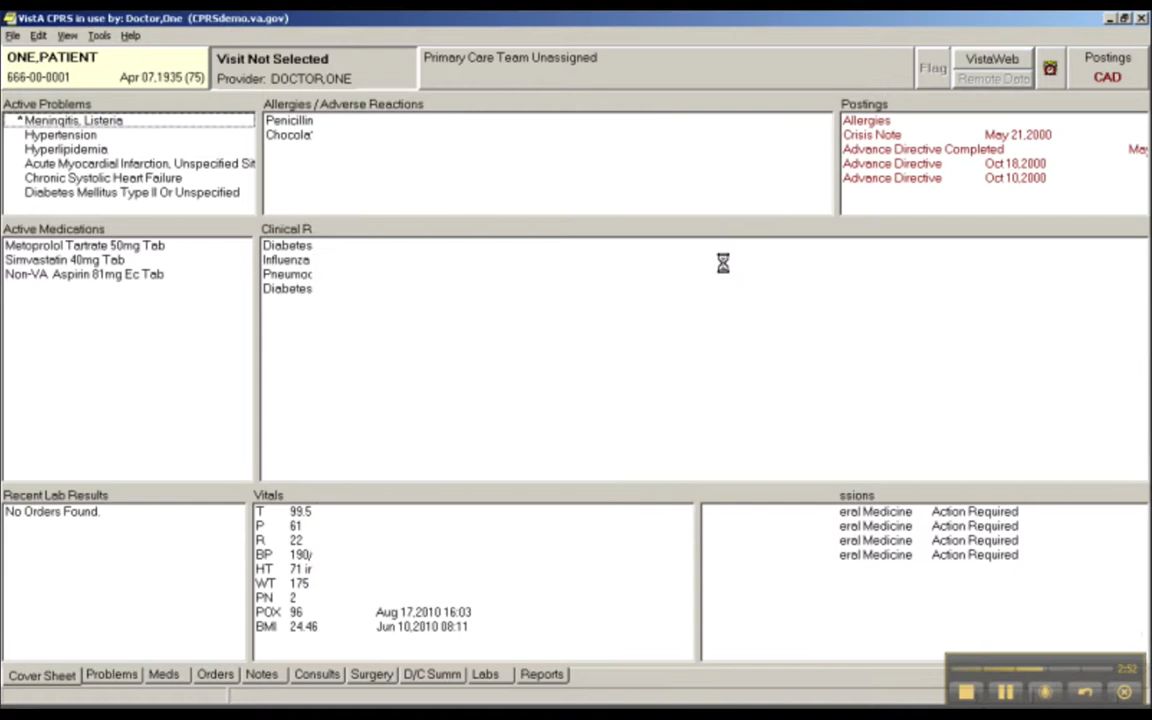 VistA CPRS in use by: Doctor,One (CPRSdemo.va.gov)
File Edit View Tools Help
ONE,PATIENT
666-00-0001 Apr 07,1935 (75)
Visit Not Selected
Provider: DOCTOR,ONE
Primary Care Team Unassigned
Flag
VistaWeb
Remote Data
Postings
CAD
Active Problems
*Meningitis, Listeria
Hypertension
Hyperlipidemia
Acute Myocardial Infarction, Unspecified Sit
Chronic Systolic Heart Failure
Diabetes Mellitus Type II Or Unspecified
Allergies / Adverse Reactions
Penicillin
Chocola
Postings
Allergies
Crisis Note May 21,2000
Advance Directive Completed May
Advance Directive Oct 18,2000
Advance Directive Oct 10,2000
Active Medications
Metoprolol Tartrate 50mg Tab
Simvastatin 40mg Tab
Non-VA Aspirin 81mg Ec Tab
Clinical R
Diabetes
Influenza
Pneumoc
Diabetes
Recent Lab Results
No Orders Found.
Vitals
T 99.5
P 61
R 22
BP 190/
HT 71 in
WT 175
PN 2
POX 96 Aug 17,2010 16:03
BMI 24.46 Jun 10,2010 08:11
ssions
eral Medicine Action Required
eral Medicine Action Required
eral Medicine Action Required
eral Medicine Action Required
Cover Sheet Problems Meds Orders Notes Consults Surgery D/C Summ Labs Reports
2:52